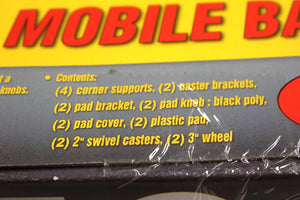 MOBILE BA
t a
knobs.
• Contents:
(4) corner supports, (2) caster brackets,
(2) pad bracket, (2) pad knob : black poly,
(2) pad cover, (2) plastic pad,
(2) 2" swivel casters, (2) 3" wheel